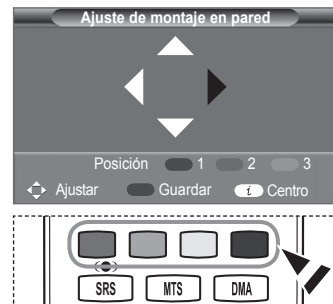 Ajuste de montaje en pared
Posición 1 2 3
Ajustar Guardar i Centro
SRS MTS DMA